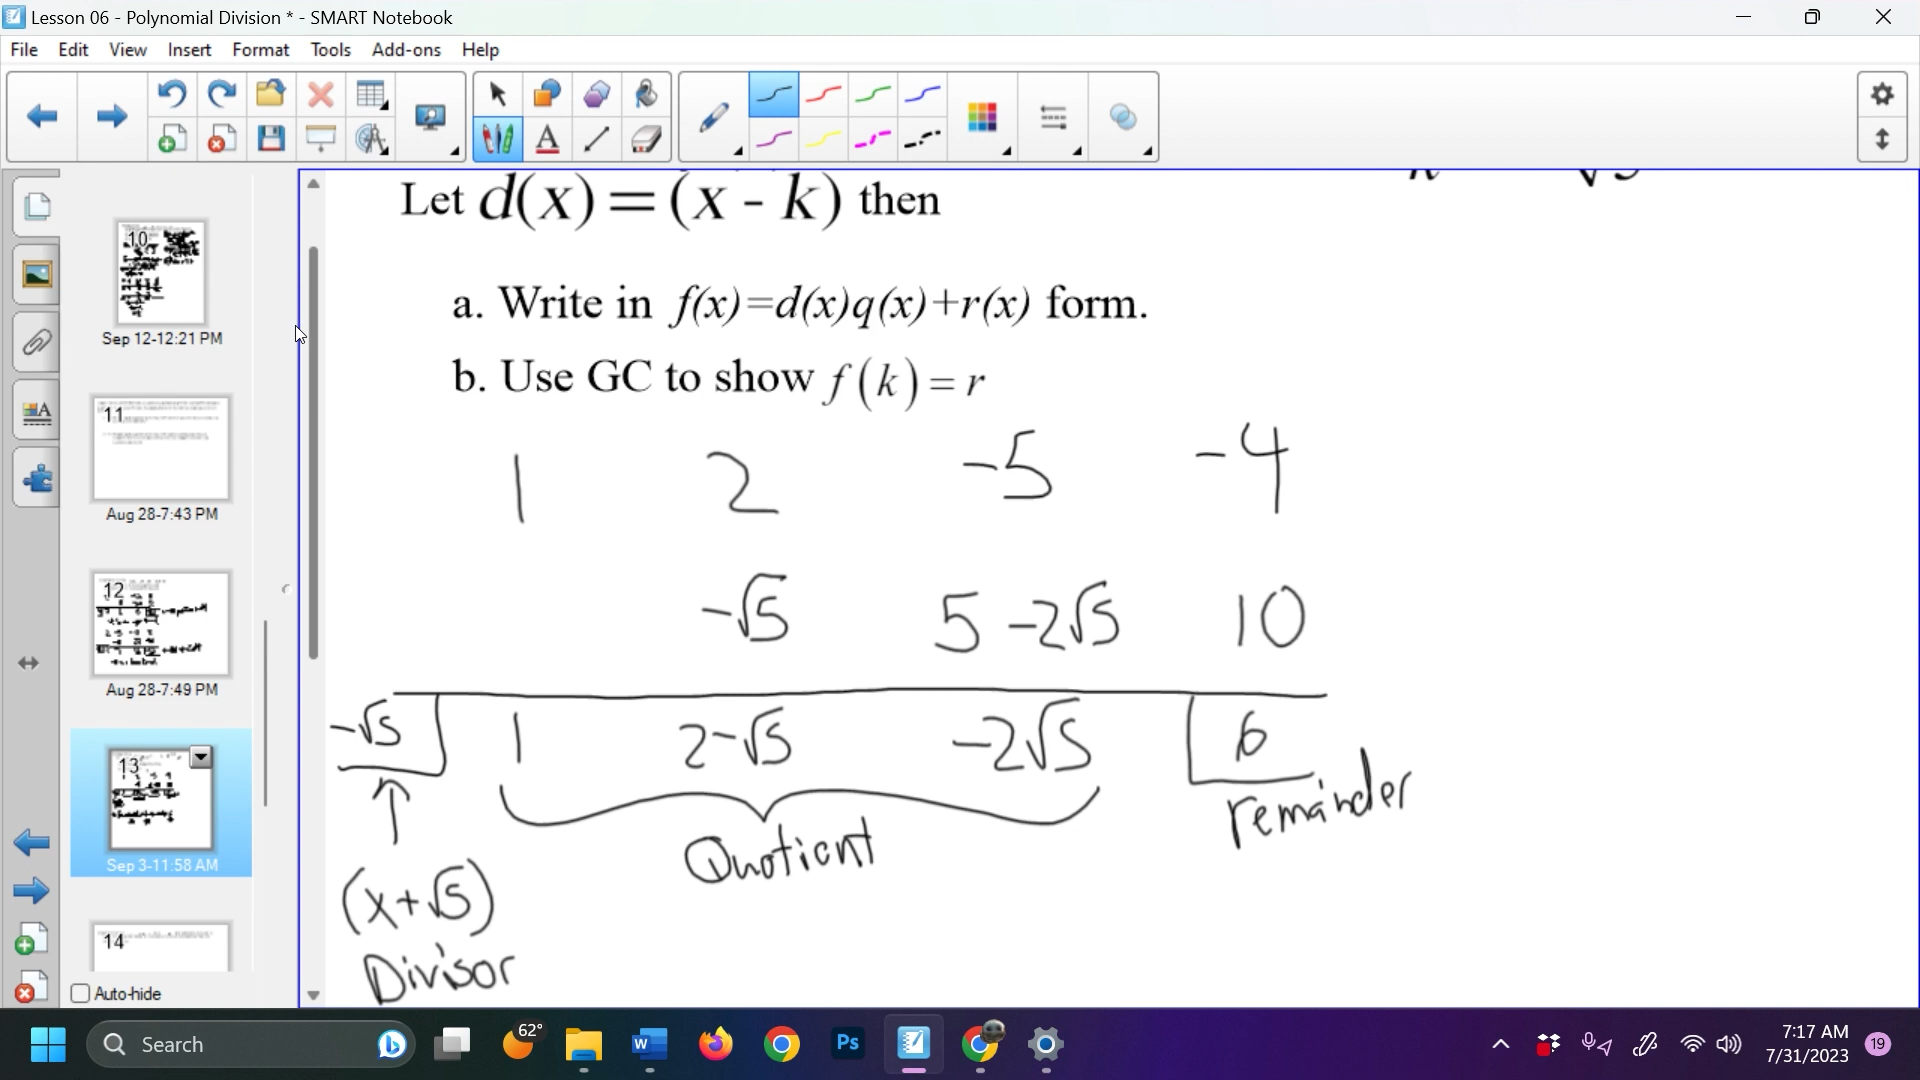 Lesson 06 - Polynomial Division * - SMART Notebook
File Edit View Insert Format Tools Add-ons Help
Let d(x) = (x - k) then
a. Write in f(x)=d(x)q(x)+r(x) form.
b. Use GC to show f(k) = r
1 2 -5 -4
-√5 5 -2√5 10
-√5 1 2-√5 -2√5 6
remainder
Quotient
(x+√5)
Divisor
10
Sep 12-12:21 PM
11
Aug 28-7:43 PM
12
Aug 28-7:49 PM
13
Sep 3-11:58 AM
14
Auto-hide
Search
62°
W
Ps
7:17 AM
7/31/2023
19